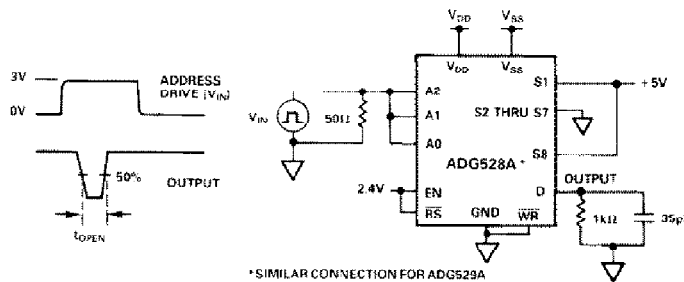 3V
0V
ADDRESS
DRIVE (VIN)
50%
OUTPUT
tOPEN
VDD
VSS
VDD
VSS
VIN
50Ω
A2
A1
A0
2.4V
EN
RS
S1
S2 THRU S7
S8
ADG528A*
D
GND
WR
+5V
OUTPUT
1kΩ
35p
*SIMILAR CONNECTION FOR ADG529A